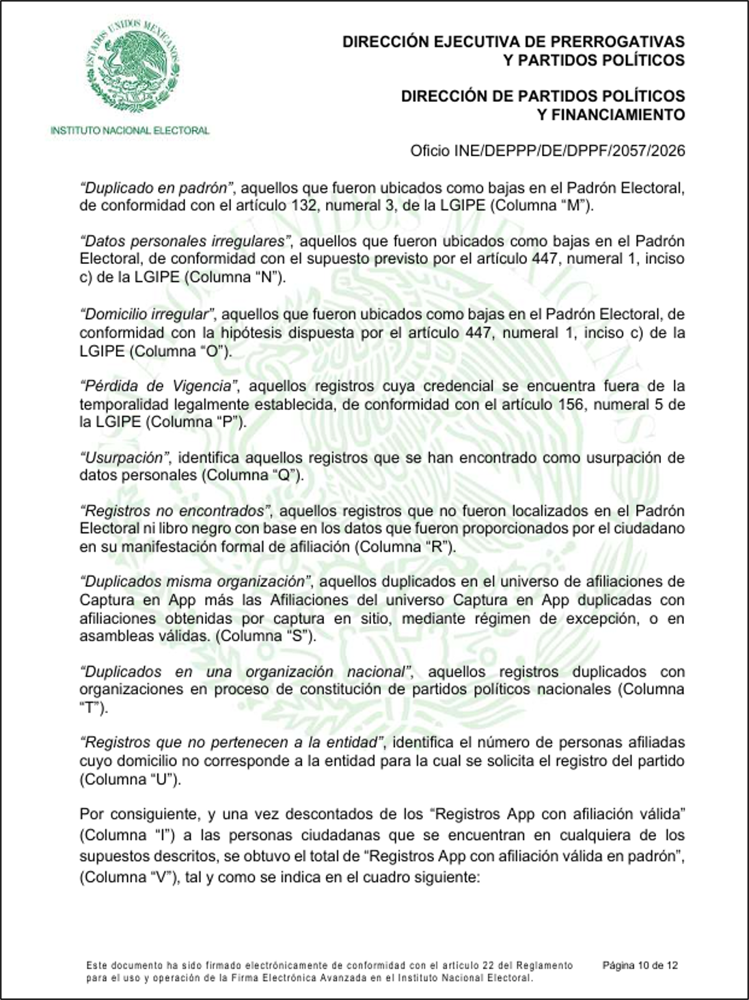 ESTADOS UNIDOS MEXICANOS
INSTITUTO NACIONAL ELECTORAL
DIRECCIÓN EJECUTIVA DE PRERROGATIVAS
Y PARTIDOS POLÍTICOS
DIRECCIÓN DE PARTIDOS POLÍTICOS
Y FINANCIAMIENTO
Oficio INE/DEPPP/DE/DPPF/2057/2026
“Duplicado en padrón”, aquellos que fueron ubicados como bajas en el Padrón Electoral,
de conformidad con el artículo 132, numeral 3, de la LGIPE (Columna “M”).
“Datos personales irregulares”, aquellos que fueron ubicados como bajas en el Padrón
Electoral, de conformidad con el supuesto previsto por el artículo 447, numeral 1, inciso
c) de la LGIPE (Columna “N”).
“Domicilio irregular”, aquellos que fueron ubicados como bajas en el Padrón Electoral, de
conformidad con la hipótesis dispuesta por el artículo 447, numeral 1, inciso c) de la
LGIPE (Columna “O”).
“Pérdida de Vigencia”, aquellos registros cuya credencial se encuentra fuera de la
temporalidad legalmente establecida, de conformidad con el artículo 156, numeral 5 de
la LGIPE (Columna “P”).
“Usurpación”, identifica aquellos registros que se han encontrado como usurpación de
datos personales (Columna “Q”).
“Registros no encontrados”, aquellos registros que no fueron localizados en el Padrón
Electoral ni libro negro con base en los datos que fueron proporcionados por el ciudadano
en su manifestación formal de afiliación (Columna “R”).
“Duplicados misma organización”, aquellos duplicados en el universo de afiliaciones de
Captura en App más las Afiliaciones del universo Captura en App duplicadas con
afiliaciones obtenidas por captura en sitio, mediante régimen de excepción, o en
asambleas válidas. (Columna “S”).
“Duplicados en una organización nacional”, aquellos registros duplicados con
organizaciones en proceso de constitución de partidos políticos nacionales (Columna
“T”).
“Registros que no pertenecen a la entidad”, identifica el número de personas afiliadas
cuyo domicilio no corresponde a la entidad para la cual se solicita el registro del partido
(Columna “U”).
Por consiguiente, y una vez descontados de los “Registros App con afiliación válida”
(Columna “I”) a las personas ciudadanas que se encuentran en cualquiera de los
supuestos descritos, se obtuvo el total de “Registros App con afiliación válida en padrón”,
(Columna “V”), tal y como se indica en el cuadro siguiente:
Este documento ha sido firmado electrónicamente de conformidad con el artículo 22 del Reglamento
para el uso y operación de la Firma Electrónica Avanzada en el Instituto Nacional Electoral.
Página 10 de 12